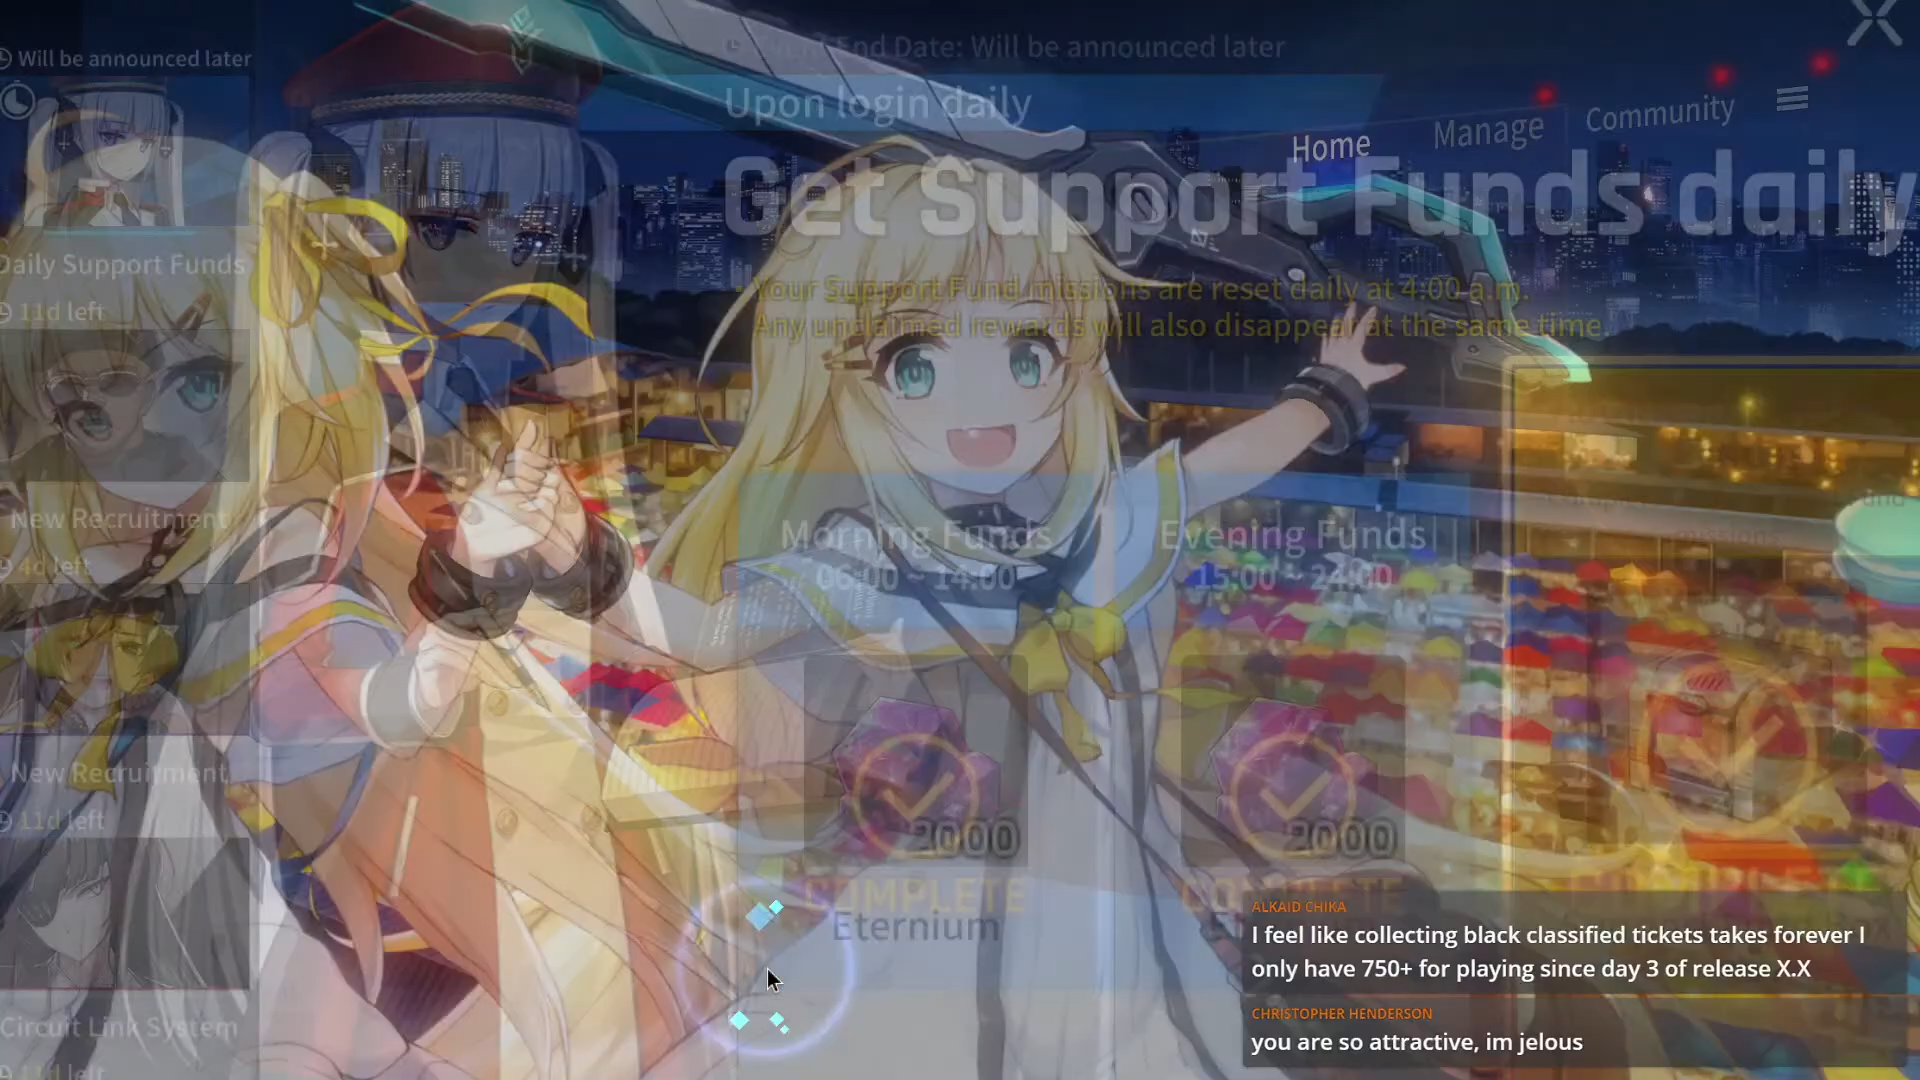 Will be announced later
Event End Date: Will be announced later
Upon login daily
Home
Manage
Community
Get Support Funds daily
Daily Support Funds
11d left
Your Support Fund missions are reset daily at 4:00 a.m.
Any unclaimed rewards will also disappear at the same time.
New Recruitment
4d left
Morning Funds
06:00 ~ 14:00
Evening Funds
15:00 ~ 24:00
New Recruitment
11d left
2000
2000
COMPLETE
Eternium
Circuit Link System
11d left
ALKAID CHIKA
I feel like collecting black classified tickets takes forever I
only have 750+ for playing since day 3 of release X.X
CHRISTOPHER HENDERSON
you are so attractive, im jelous